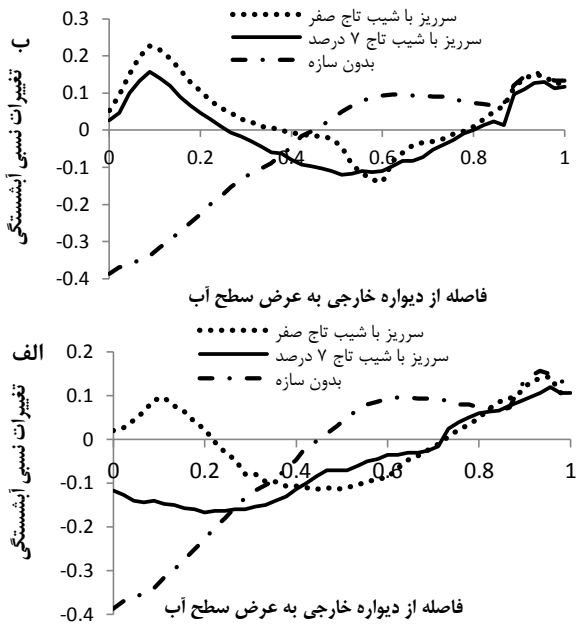 ب
تغییرات نسبی آبشستگی
سرریز با شیب تاج صفر
سرریز با شیب تاج ۷ درصد
بدون سازه
0.3
0.2
0.1
0
-0.1
-0.2
-0.3
-0.4
0 0.25 0.4 0.6 0.8 1
فاصله از دیواره خارجی به عرض سطح آب
الف
تغییرات نسبی آبشستگی
سرریز با شیب تاج صفر
سرریز با شیب تاج ۷ درصد
بدون سازه
0.2
0.1
0
-0.1
-0.2
-0.3
-0.4
0 0.2 0.4 0.6 0.8 1
فاصله از دیواره خارجی به عرض سطح آب